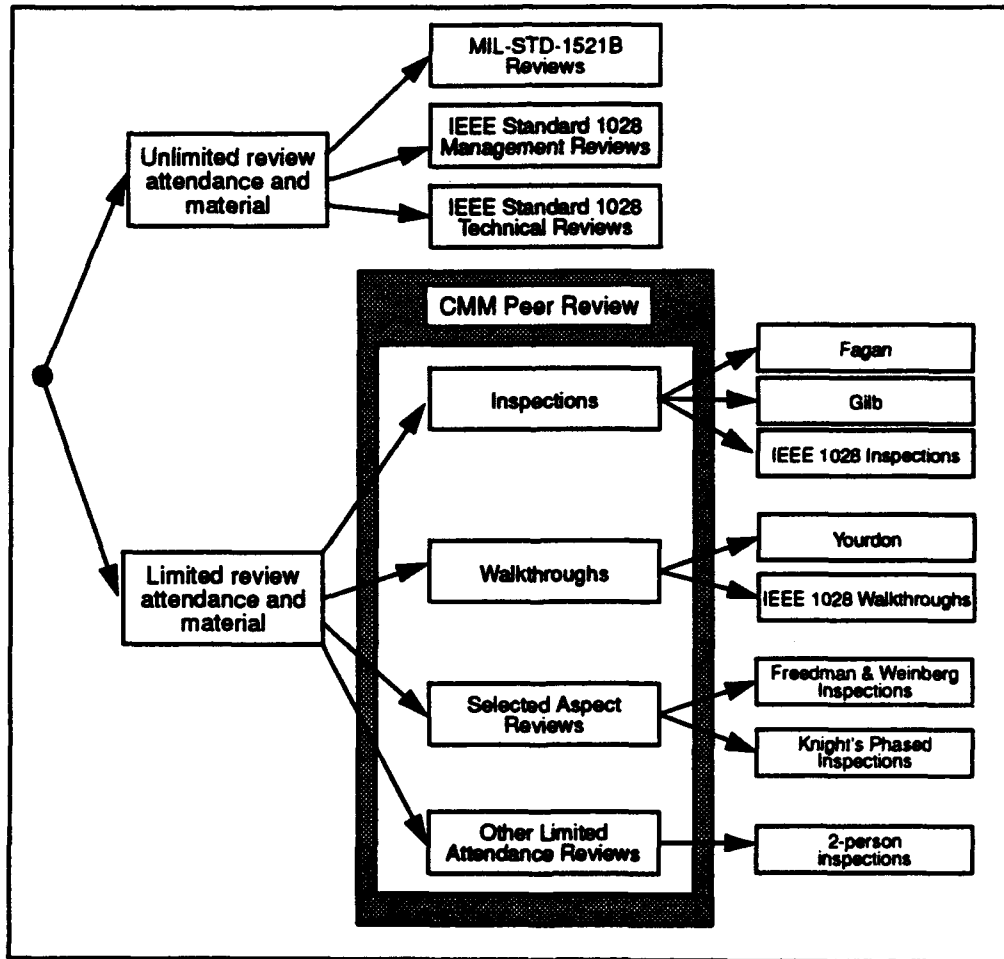 MIL-STD-1521B
Reviews
Unlimited review
attendance and
material
IEEE Standard 1028
Management Reviews
IEEE Standard 1028
Technical Reviews
CMM Peer Review
Limited review
attendance and
material
Inspections
Fagan
Gilb
IEEE 1028 Inspections
Walkthroughs
Yourdon
IEEE 1028 Walkthroughs
Selected Aspect
Reviews
Freedman & Weinberg
Inspections
Knight's Phased
Inspections
Other Limited
Attendance Reviews
2-person
inspections